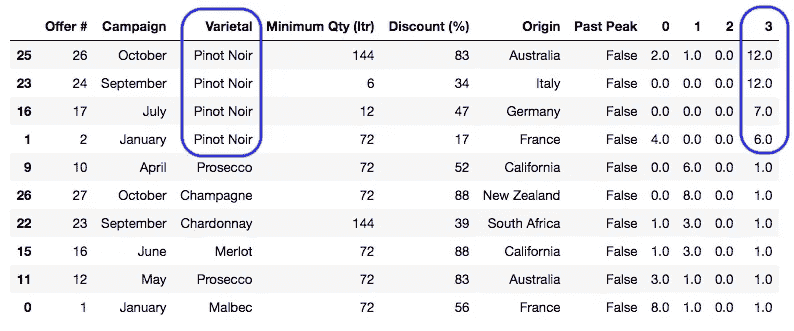 Offer # Campaign Varietal Minimum Qty (ltr) Discount (%) Origin Past Peak 0 1 2 3
25 26 October Pinot Noir 144 83 Australia False 2.0 1.0 0.0 12.0
23 24 September Pinot Noir 6 34 Italy False 0.0 0.0 0.0 12.0
16 17 July Pinot Noir 12 47 Germany False 0.0 0.0 0.0 7.0
1 2 January Pinot Noir 72 17 France False 4.0 0.0 0.0 6.0
9 10 April Prosecco 72 52 California False 0.0 6.0 0.0 1.0
26 27 October Champagne 72 88 New Zealand False 0.0 8.0 0.0 1.0
22 23 September Chardonnay 144 39 South Africa False 1.0 3.0 0.0 1.0
15 16 June Merlot 72 88 California False 1.0 3.0 0.0 1.0
11 12 May Prosecco 72 83 Australia False 3.0 1.0 0.0 1.0
0 1 January Malbec 72 56 France False 8.0 1.0 0.0 1.0